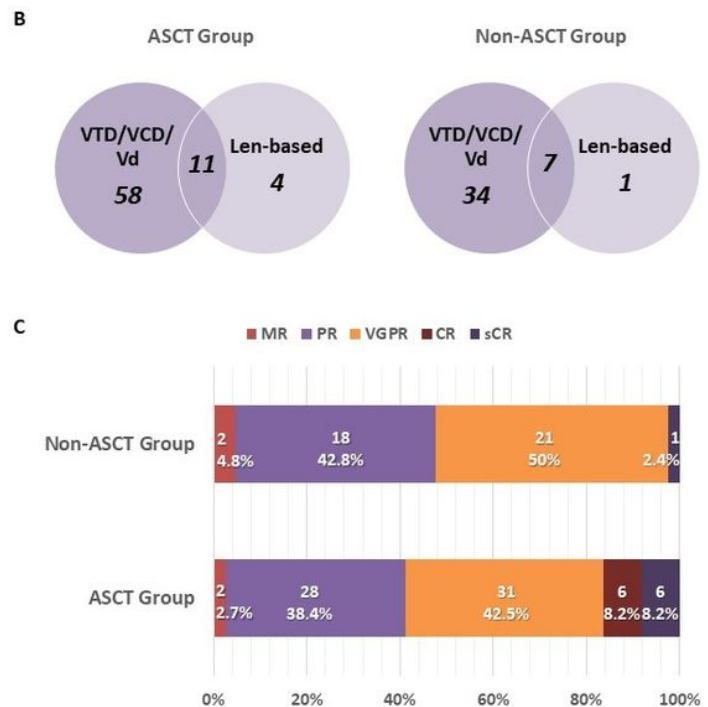 B
ASCT Group
Non-ASCT Group
VTD/VCD/
Vd
58
11
Len-based
4
VTD/VCD/
Vd
34
7
Len-based
1
C
MR PR VGPR CR sCR
Non-ASCT Group
2
4.8%
18
42.8%
21
50%
1
2.4%
ASCT Group
2
2.7%
28
38.4%
31
42.5%
6
8.2%
6
8.2%
0% 20% 40% 60% 80% 100%